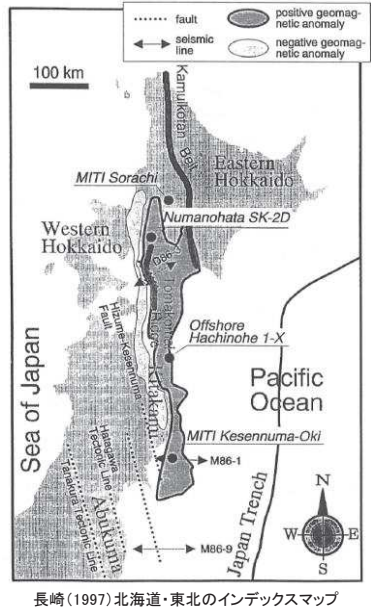 fault
seismic
line
positive geomag-
netic anomaly
negative geomag-
netic anomaly
100 km
Kamuikotan Belt
Eastern
Hokkaido
MITI Sorachi
Numanohata SK-2D
Western
Hokkaido
D86
Hizume-Kesennuma
Fault
Offshore
Hachinohe 1-X
Sea of Japan
Pacific
Ocean
MITI Kesennuma-Oki
M86-1
Hatagawa
Tectonic Line
Tanakura Tectonic Line
Abukuma
M86-9
Japan Trench
N
W
E
S
長崎(1997)北海道・東北のインデックスマップ